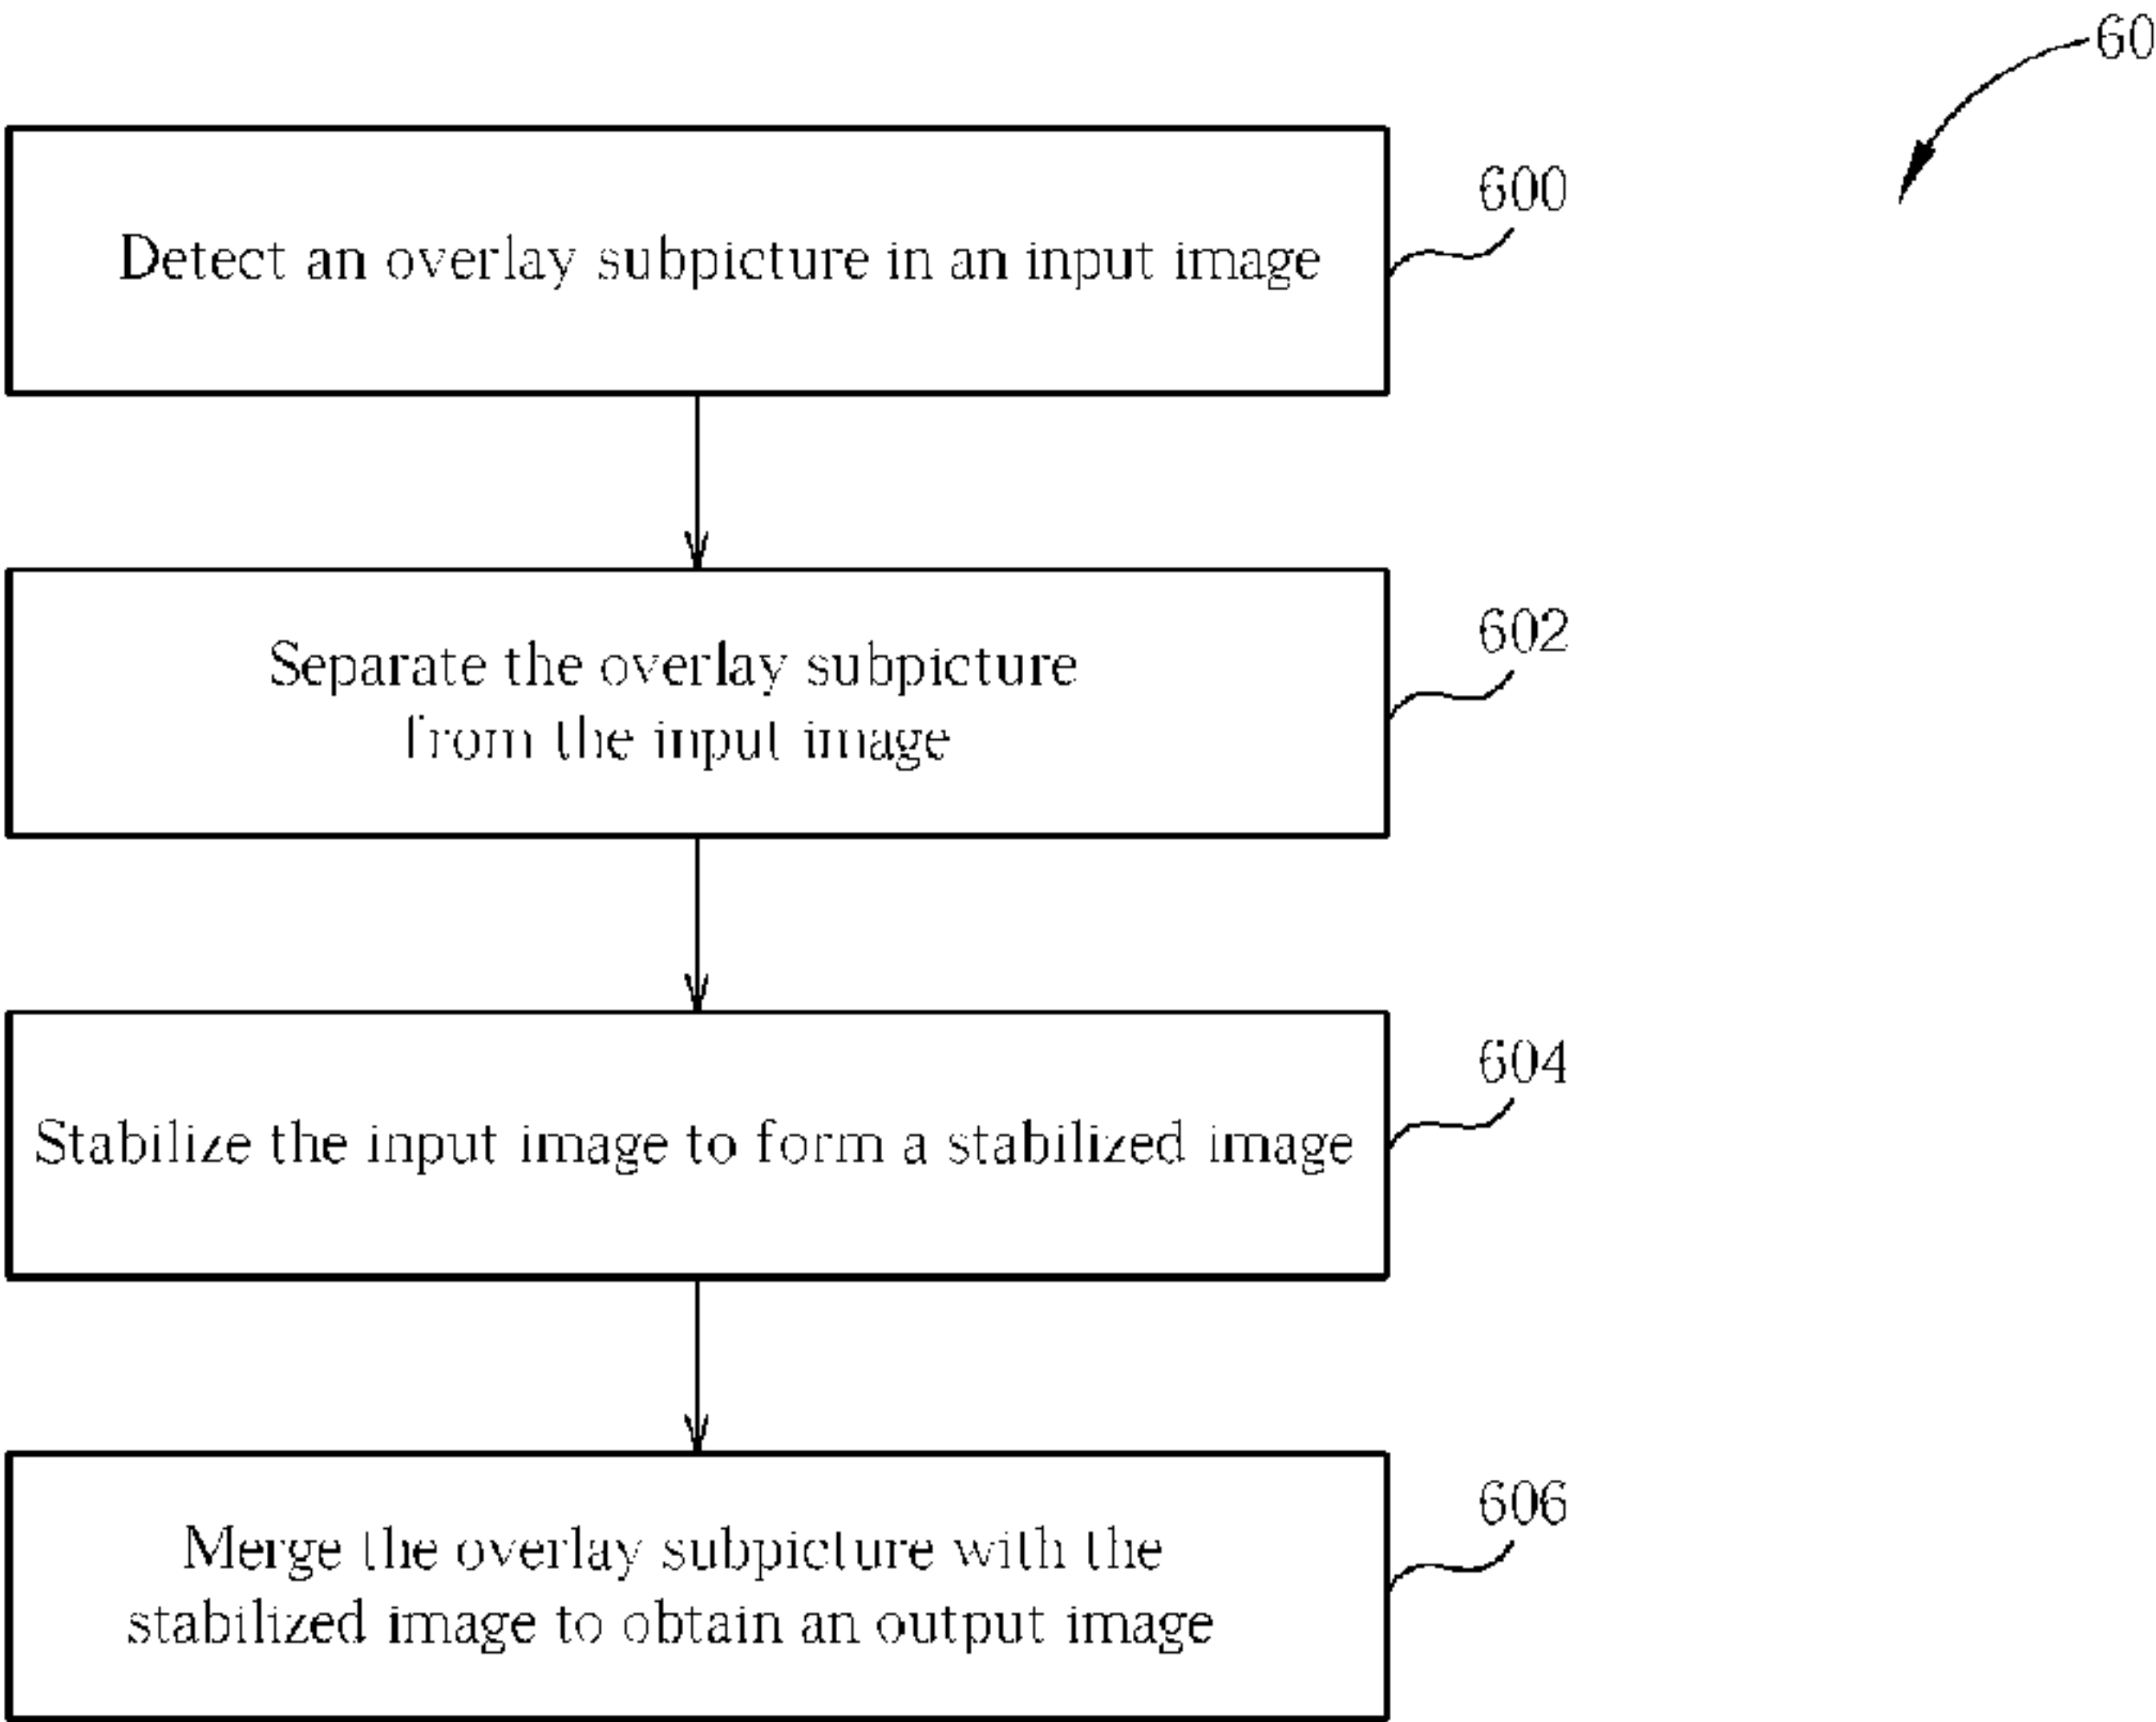 60
600
Detect an overlay subpicture in an input image
602
Separate the overlay subpicture
from the input image
604
Stabilize the input image to form a stabilized image
606
Merge the overlay subpicture with the
stabilized image to obtain an output image